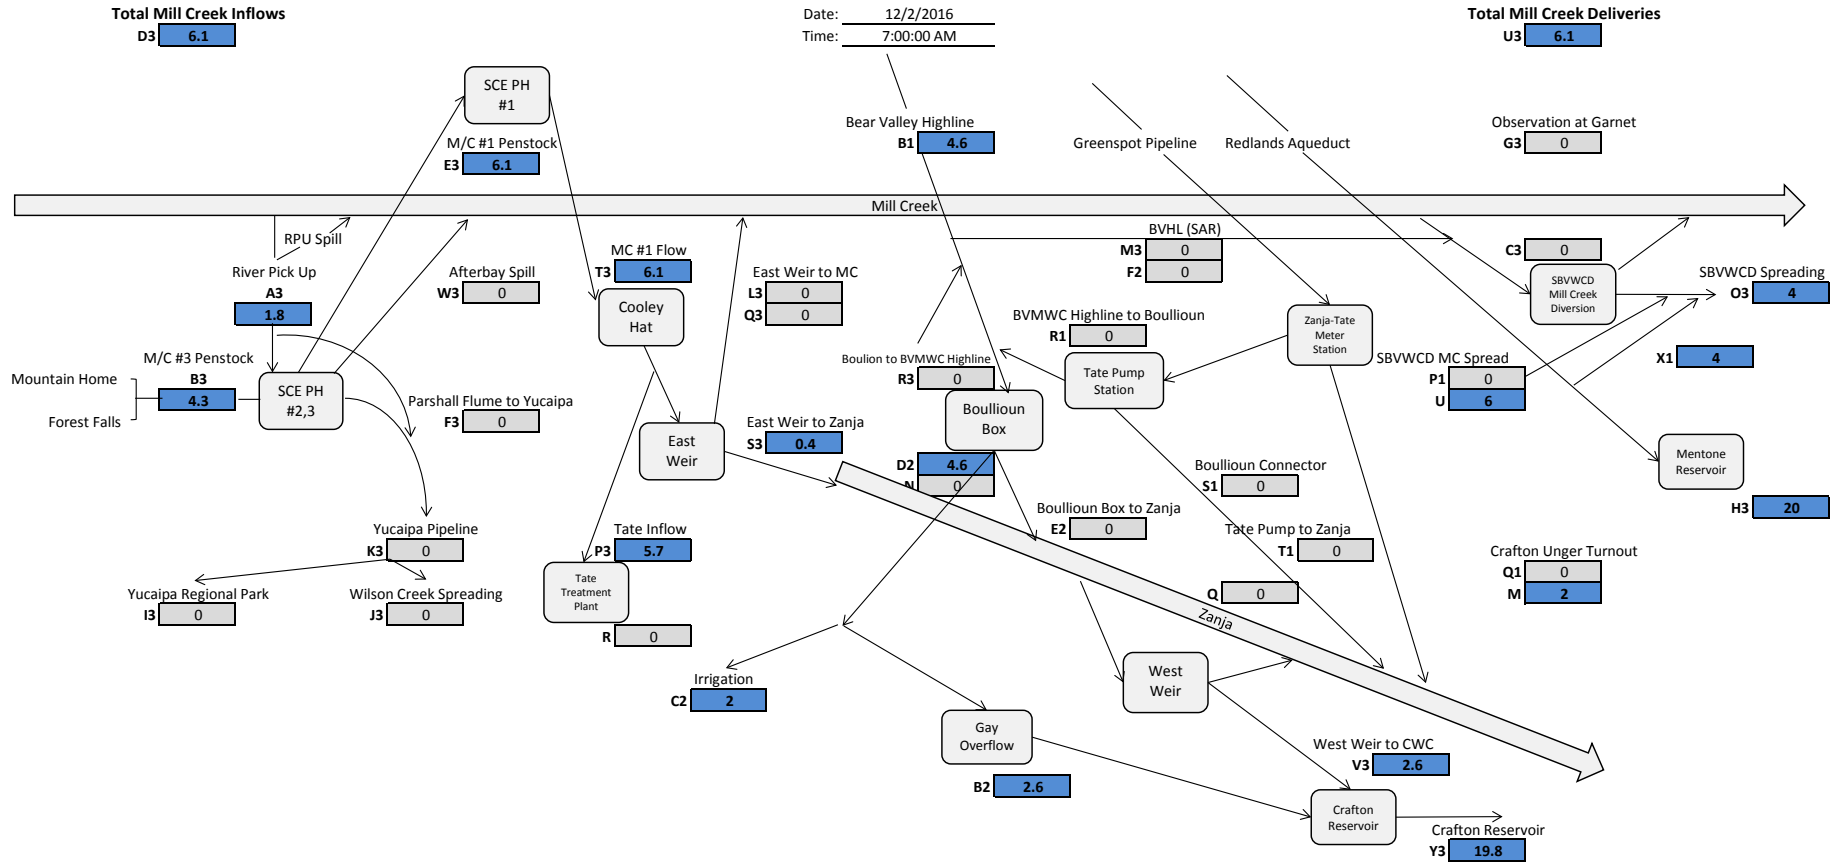 Total Mill Creek Inflows
D3 6.1
Date: 12/2/2016
Time: 7:00:00 AM
Total Mill Creek Deliveries
U3 6.1
SCE PH
#1
M/C #1 Penstock
E3 6.1
Bear Valley Highline
B1 4.6
Greenspot Pipeline
Redlands Aqueduct
Observation at Garnet
G3 0
Mill Creek
RPU Spill
River Pick Up
A3
1.8
Afterbay Spill
W3 0
MC #1 Flow
T3 6.1
Cooley
Hat
East Weir to MC
L3 0
Q3 0
BVHL (SAR)
M3 0
F2 0
C3 0
SBVWCD
Mill Creek
Diversion
SBVWCD Spreading
O3 4
BVMWC Highline to Boullioun
R1 0
Zanja-Tate
Meter
Station
Boulion to BVMWC Highline
R3 0
Tate Pump
Station
SBVWCD MC Spread
P1 0
U 6
X1 4
M/C #3 Penstock
B3
4.3
Mountain Home
Forest Falls
SCE PH
#2,3
Parshall Flume to Yucaipa
F3 0
East
Weir
East Weir to Zanja
S3 0.4
Boullioun
Box
D2 4.6
N 0
Boullioun Connector
S1 0
Mentone
Reservoir
H3 20
Boullioun Box to Zanja
E2 0
Tate Pump to Zanja
T1 0
Yucaipa Pipeline
K3 0
Tate Inflow
P3 5.7
Tate
Treatment
Plant
R 0
Crafton Unger Turnout
Q1 0
M 2
Yucaipa Regional Park
I3 0
Wilson Creek Spreading
J3 0
Q 0
Zanja
Irrigation
C2 2
West
Weir
Gay
Overflow
B2 2.6
West Weir to CWC
V3 2.6
Crafton
Reservoir
Crafton Reservoir
Y3 19.8